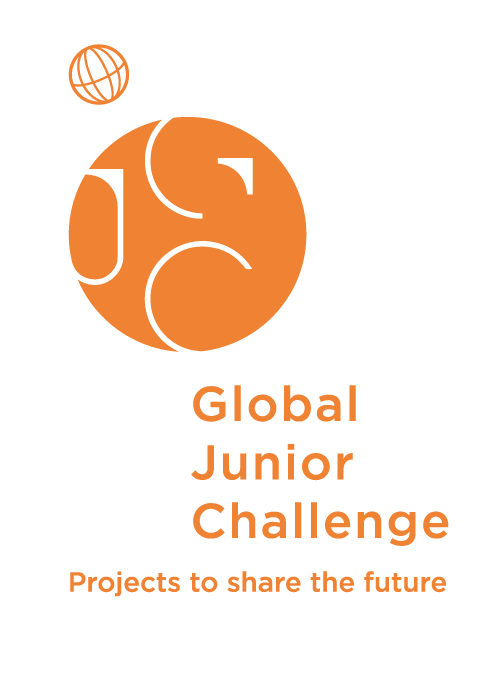 Global
Junior
Challenge
Projects to share the future